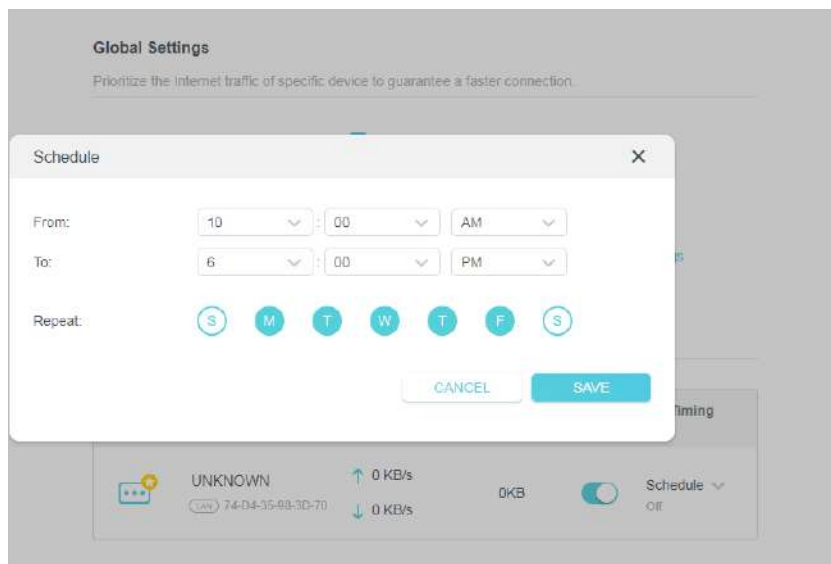 Global Settings
Prioritize the Internet traffic of specific device to guarantee a faster connection.
Schedule
From: 10 : 00 AM
To: 6 : 00 PM
Repeat: S M T W T F S
CANCEL SAVE
Timing
UNKNOWN ↑ 0 KB/s 0KB Schedule
LAN 74-D4-35-98-3D-70 ↓ 0 KB/s Off